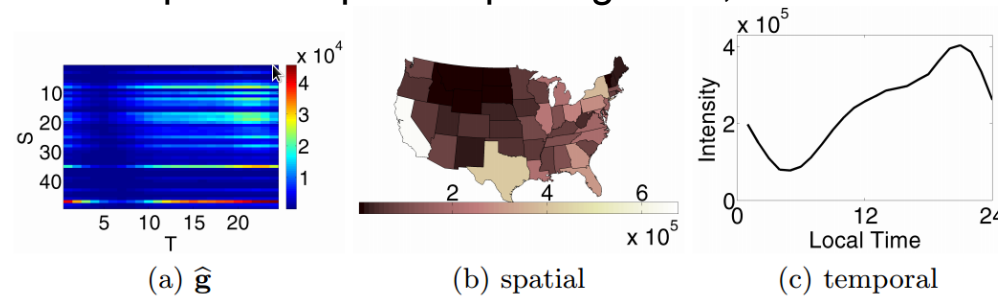 x 10^4
10
20
30
40
S
4
3
2
1
5 10 15 20
T
(a) ĝ
2 4 6
x 10^5
(b) spatial
x 10^5
4
2
0
Intensity
0 12 24
Local Time
(c) temporal